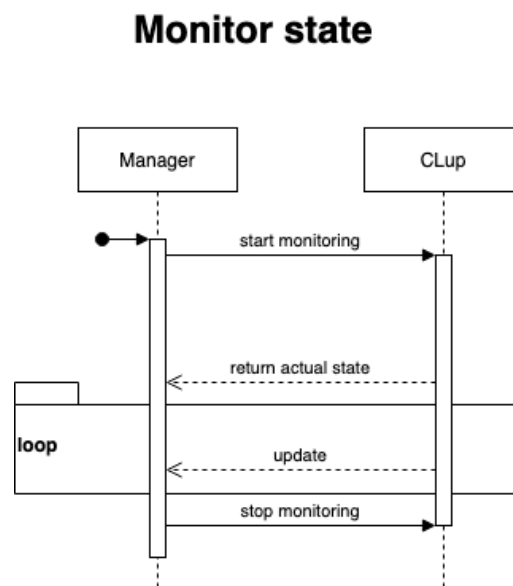 Monitor state
Manager
CLup
start monitoring
return actual state
loop
update
stop monitoring